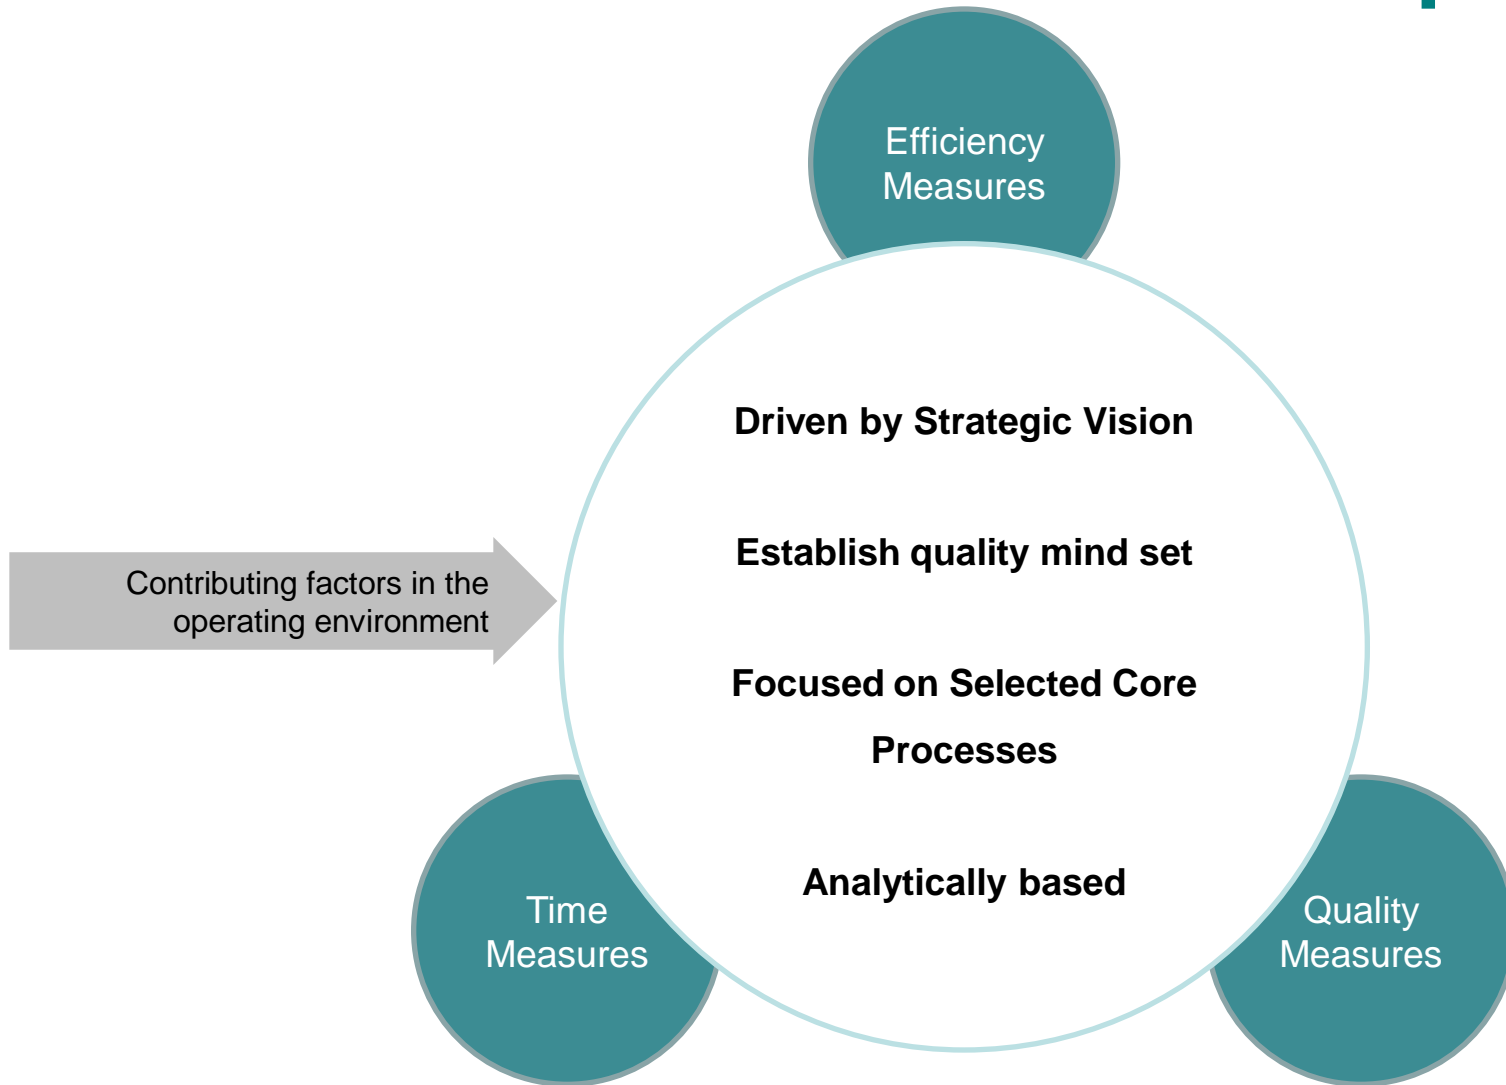 Efficiency
Measures
Driven by Strategic Vision
Establish quality mind set
Contributing factors in the
operating environment
Focused on Selected Core
Processes
Analytically based
Time
Measures
Quality
Measures